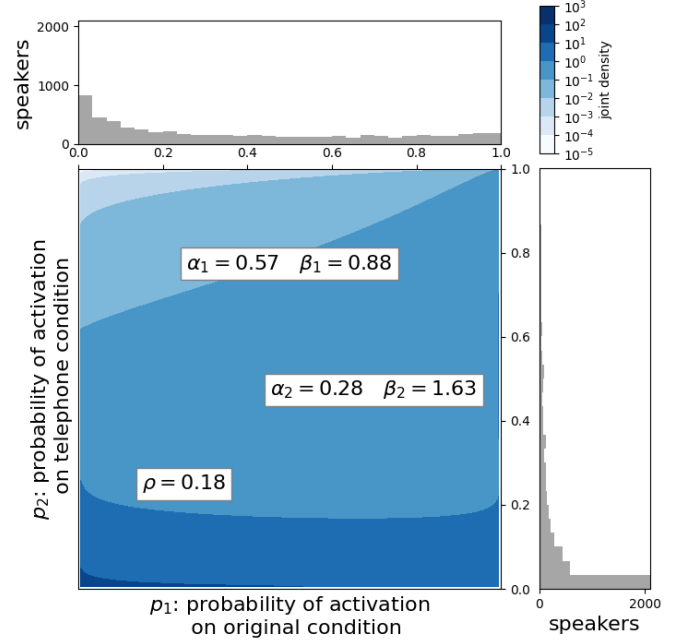 speakers
2000
1000
0
0.0 0.2 0.4 0.6 0.8 1.0
10³
10²
10¹
10⁰
10⁻¹
10⁻²
10⁻³
10⁻⁴
10⁻⁵
joint density
p₂: probability of activation
on telephone condition
α₁ = 0.57 β₁ = 0.88
α₂ = 0.28 β₂ = 1.63
ρ = 0.18
p₁: probability of activation
on original condition
1.0
0.8
0.6
0.4
0.2
0.0
0 2000
speakers